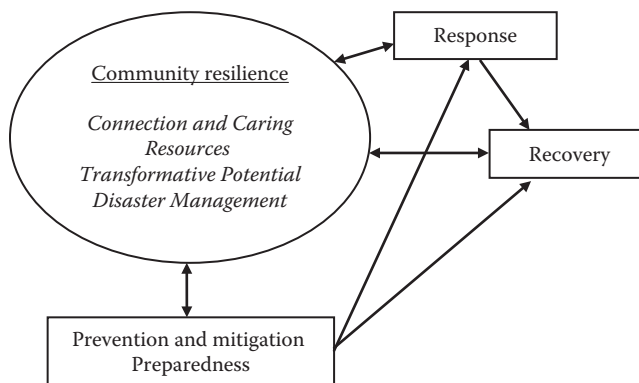 Community resilience
Connection and Caring
Resources
Transformative Potential
Disaster Management
Response
Recovery
Prevention and mitigation
Preparedness